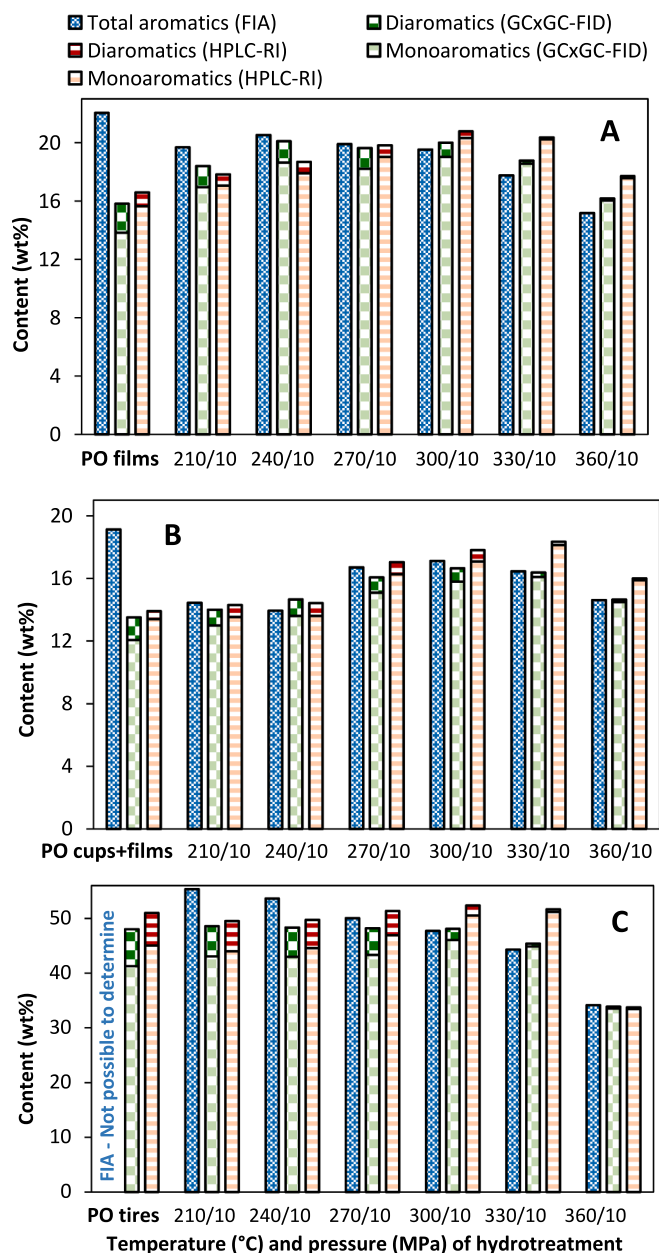 Total aromatics (FIA)
Diaromatics (GCxGC-FID)
Diaromatics (HPLC-RI)
Monoaromatics (GCxGC-FID)
Monoaromatics (HPLC-RI)
A
Content (wt%)
20
16
12
8
4
0
PO films 210/10 240/10 270/10 300/10 330/10 360/10
B
Content (wt%)
20
16
12
8
4
0
PO cups+films 210/10 240/10 270/10 300/10 330/10 360/10
C
Content (wt%)
50
40
30
20
10
0
FIA - Not possible to determine
PO tires 210/10 240/10 270/10 300/10 330/10 360/10
Temperature (°C) and pressure (MPa) of hydrotreatment